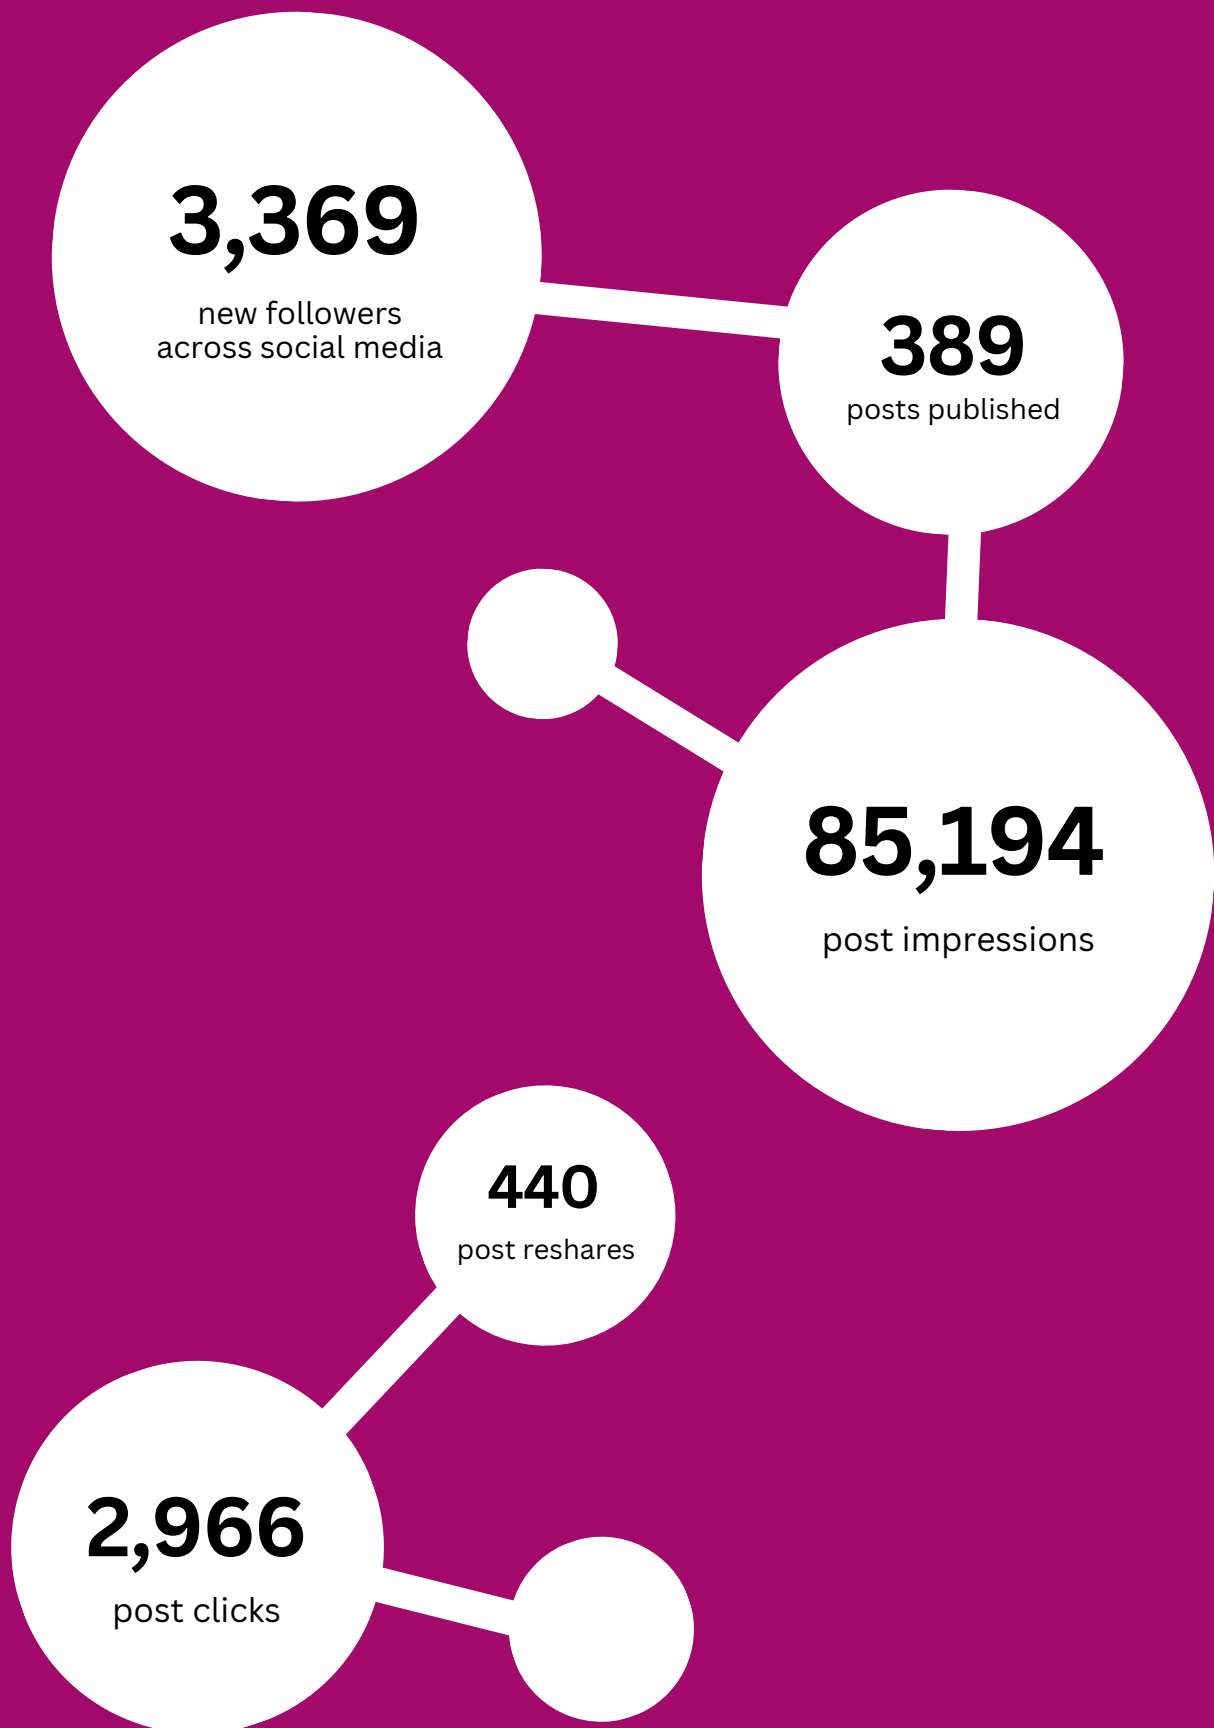 3,369
new followers
across social media
389
posts published
85,194
post impressions
440
post reshares
2,966
post clicks